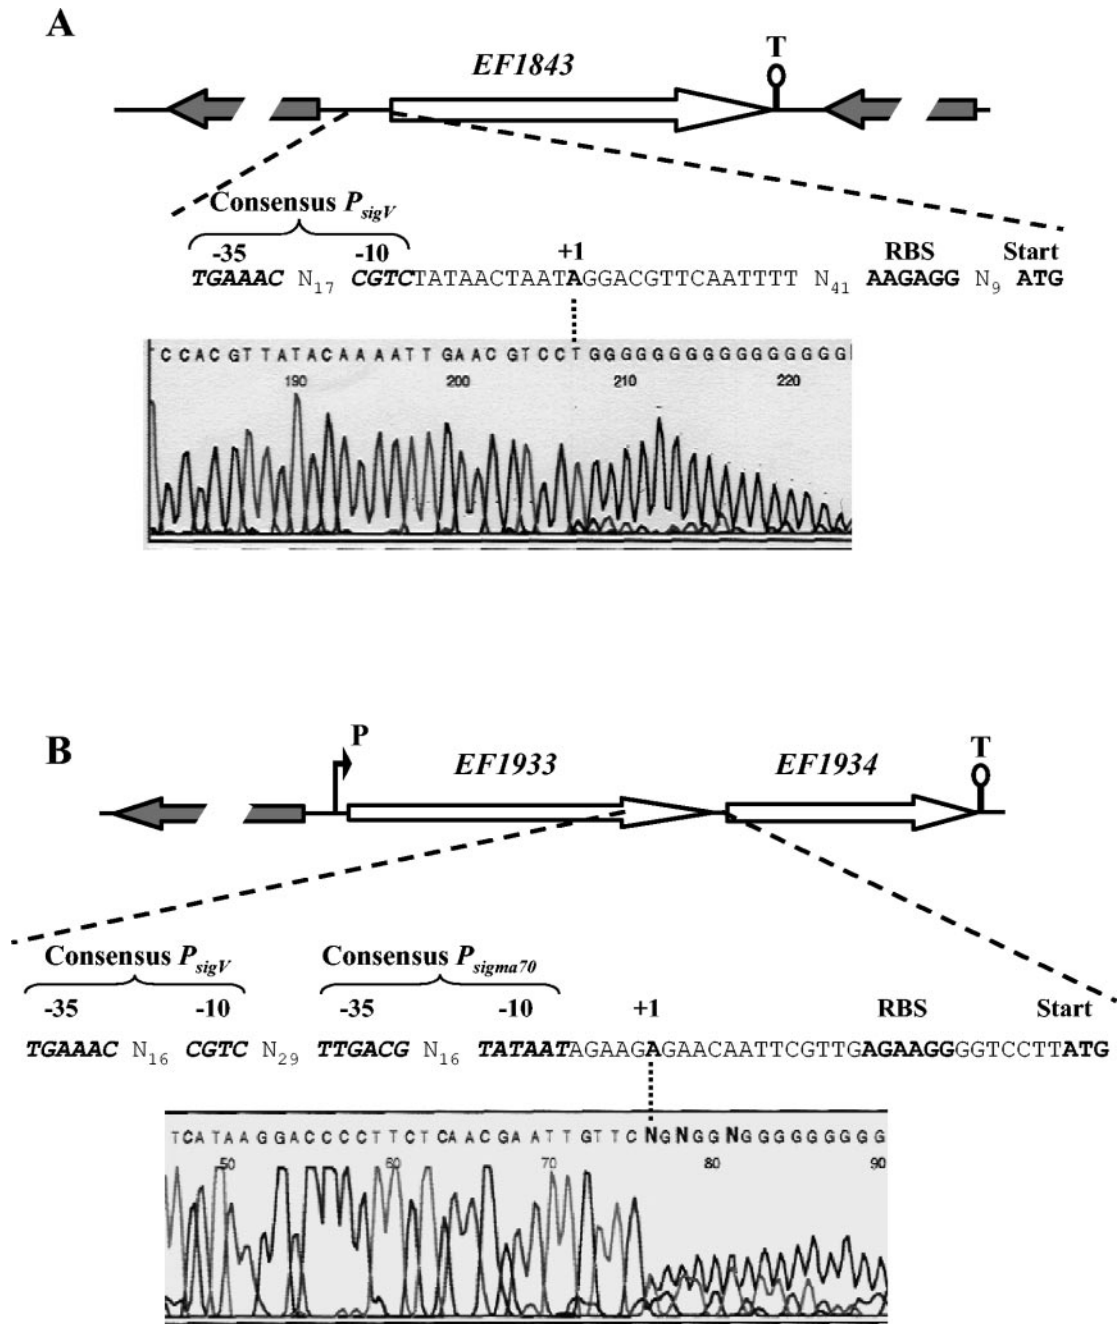 A
EF1843
T
Consensus PsigV
-35 -10 +1 RBS Start
TGAAAC N17 CGTCTATAACTAATAGGACGTTCAATTTT N41 AAGAGG N9 ATG
TCCACGTTATACAAAATTGAACGTCCTGGGGGGGGGGGGGGGG
190 200 210 220
B
P
EF1933
EF1934
T
Consensus PsigV Consensus Psigma70
-35 -10 -35 -10 +1 RBS Start
TGAAAC N16 CGTC N29 TTGACG N16 TATAATAGAAGAGAACAATTCGTTGAGAAGGGGTCCTTATG
TCATAAGGACCCCTTCTCAACGAATTGTTCNGNGGNGGGGGGGGG
50 60 70 80 90